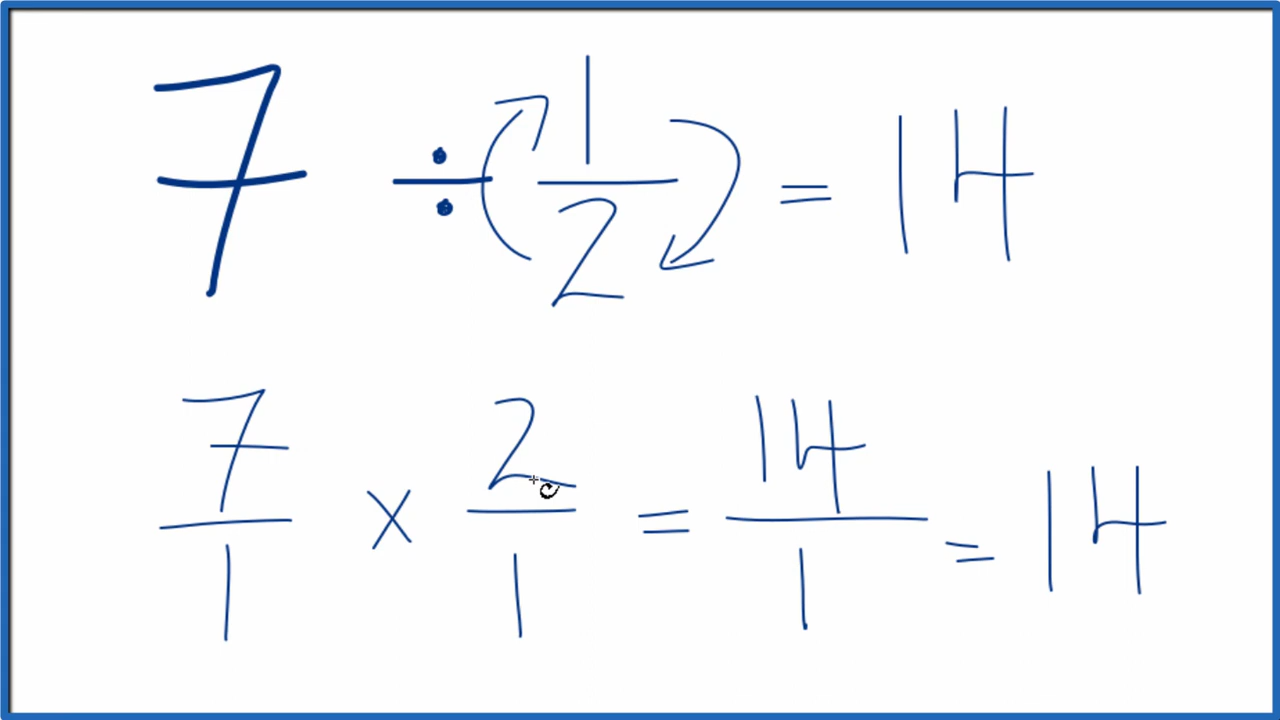 7 ÷ 1/2 = 14
7/1 × 2/1 = 14/1 = 14